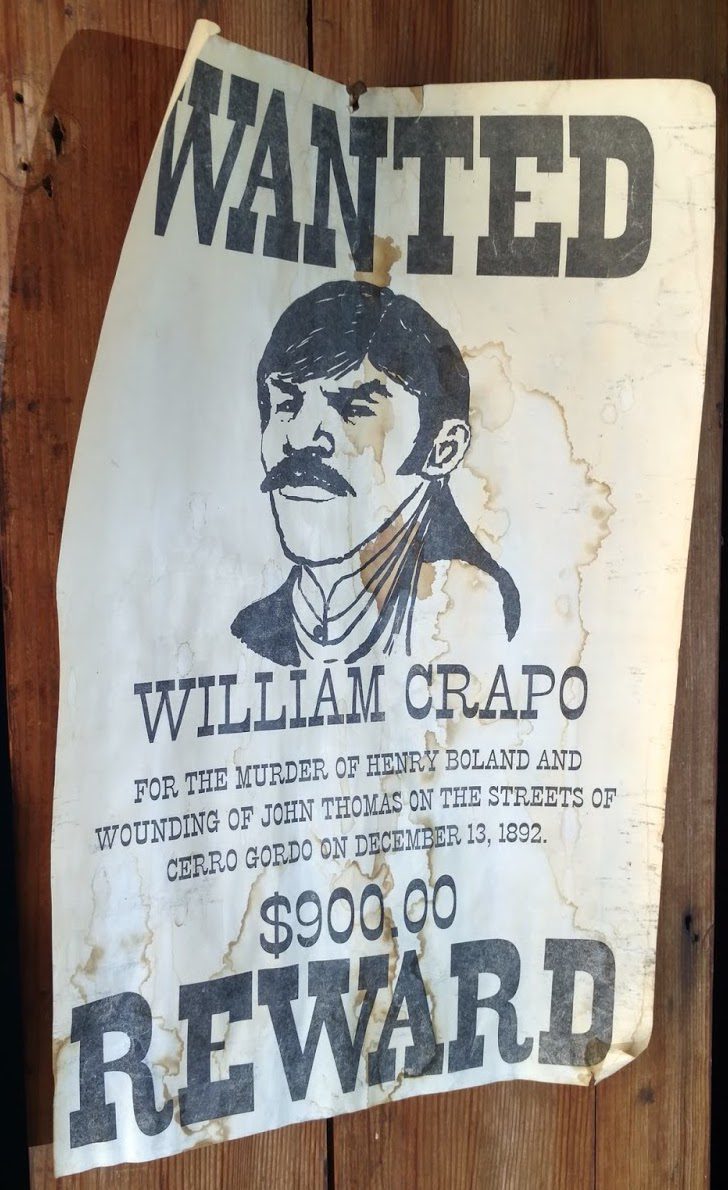 WANTED
WILLIAM CRAPO
FOR THE MURDER OF HENRY BOLAND AND
WOUNDING OF JOHN THOMAS ON THE STREETS OF
CERRO GORDO ON DECEMBER 13, 1892.
$900.00
REWARD